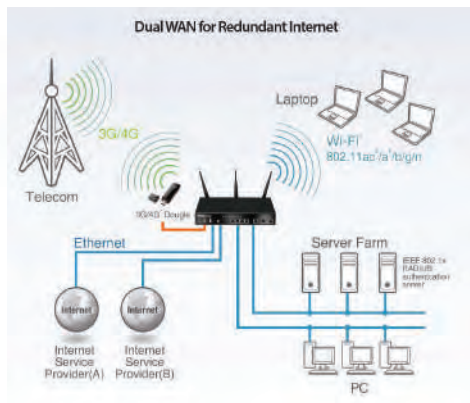 Dual WAN for Redundant Internet
3G/4G
Telecom
Laptop
Wi-Fi
802.11ac/a/b/g/n
3G/4G Dongle
Ethernet
Internet
Internet
Internet
Service
Provider(A)
Internet
Service
Provider(B)
Server Farm
IEEE 802.1x
RADIUS
authentication
server
PC